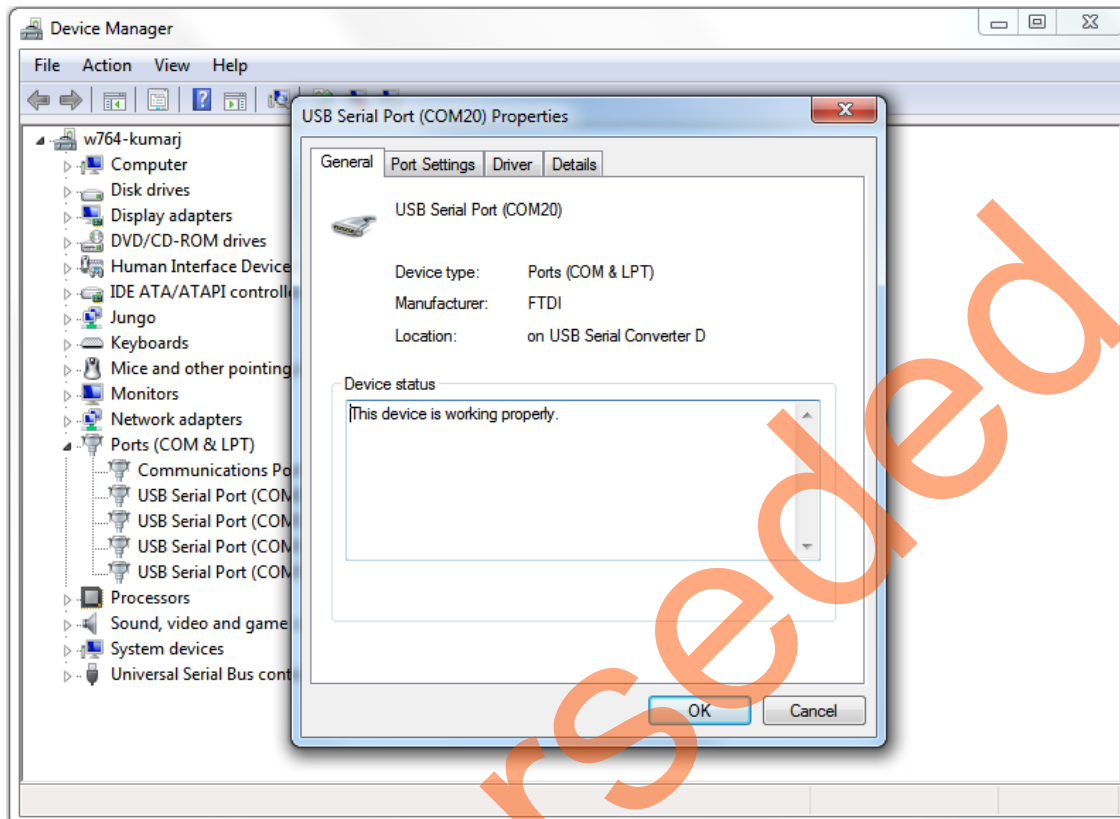 Device Manager
File Action View Help
w764-kumarj
Computer
Disk drives
Display adapters
DVD/CD-ROM drives
Human Interface Device
IDE ATA/ATAPI controlle
Jungo
Keyboards
Mice and other pointing
Monitors
Network adapters
Ports (COM & LPT)
Communications Po
USB Serial Port (COM
USB Serial Port (COM
USB Serial Port (COM
USB Serial Port (COM
Processors
Sound, video and game
System devices
Universal Serial Bus cont
USB Serial Port (COM20) Properties
General Port Settings Driver Details
USB Serial Port (COM20)
Device type: Ports (COM & LPT)
Manufacturer: FTDI
Location: on USB Serial Converter D
Device status
This device is working properly.
OK Cancel
rseded